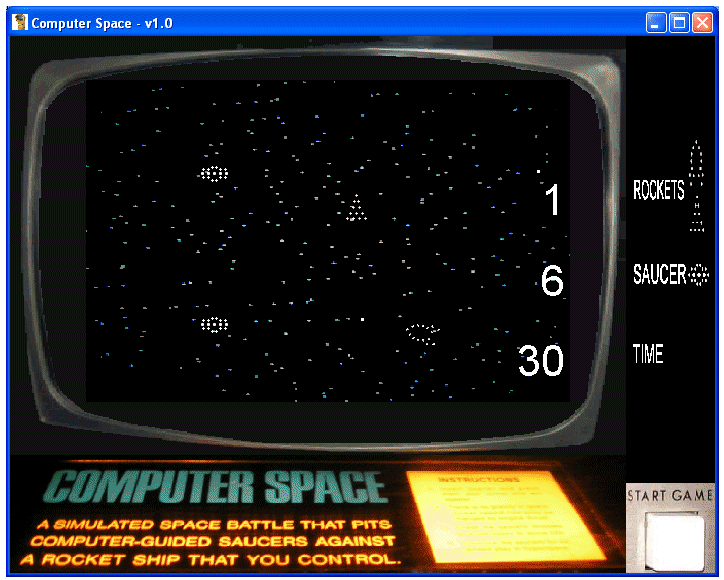 Computer Space - v1.0
1
ROCKETS
6
SAUCER
30
TIME
START GAME
COMPUTER SPACE
INSTRUCTIONS
A SIMULATED SPACE BATTLE THAT PITS
COMPUTER-GUIDED SAUCERS AGAINST
A ROCKET SHIP THAT YOU CONTROL.